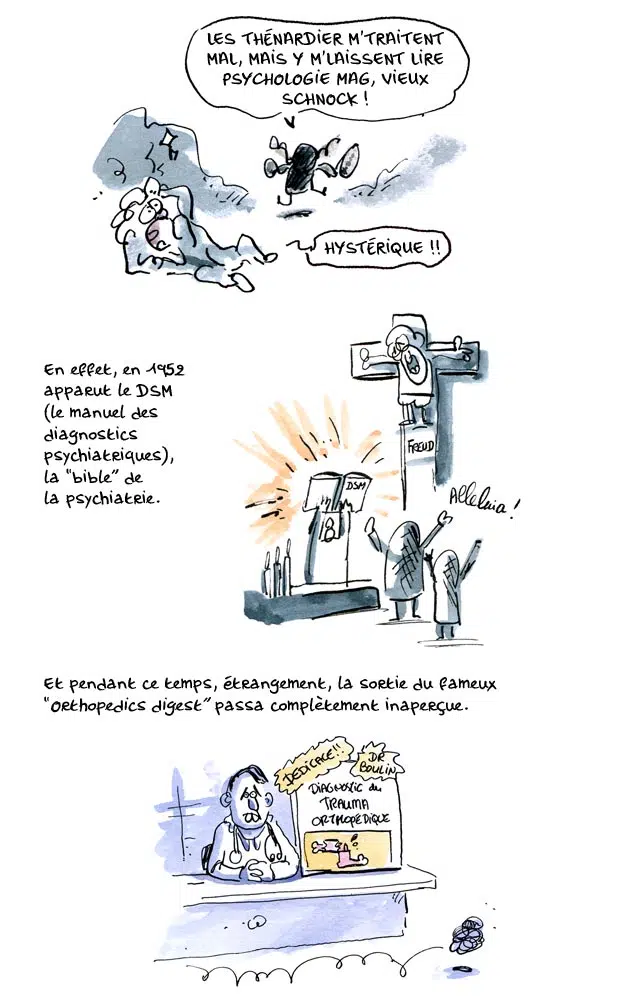 LES THÉNARDIER M'TRAITENT
MAL, MAIS Y M'LAISSENT LIRE
PSYCHOLOGIE MAG, VIEUX
SCHNOCK !
HYSTÉRIQUE !!
En effet, en 1952
apparut le DSM
(le manuel des
diagnostics
psychiatriques),
la "bible" de
la psychiatrie.
FREUD
DSM
Alleluia !
Et pendant ce temps, étrangement, la sortie du fameux
"Orthopedics digest" passa complètement inaperçue.
DÉDICACE!!
DR
BOULIN
DIAGNOSTIC du
TRAUMA
ORTHOPÉDIQUE